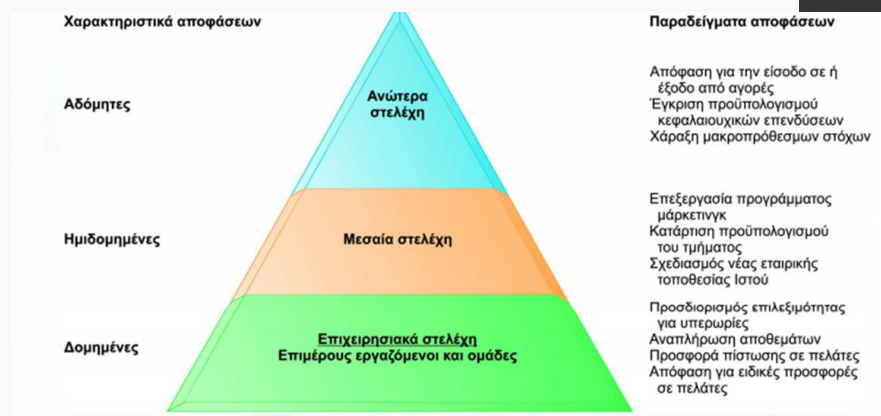 Χαρακτηριστικά αποφάσεων
Παραδείγματα αποφάσεων
Αδόμητες
Ανώτερα
στελέχη
Απόφαση για την είσοδο σε ή
έξοδο από αγορές
Έγκριση προϋπολογισμού
κεφαλαιουχικών επενδύσεων
Χάραξη μακροπρόθεσμων στόχων
Ημιδομημένες
Μεσαία στελέχη
Επεξεργασία προγράμματος
μάρκετινγκ
Κατάρτιση προϋπολογισμού
του τμήματος
Σχεδιασμός νέας εταιρικής
τοποθεσίας Ιστού
Δομημένες
Επιχειρησιακά στελέχη
Επιμέρους εργαζόμενοι και ομάδες
Προσδιορισμός επιλεξιμότητας
για υπερωρίες
Αναπλήρωση αποθεμάτων
Προσφορά πίστωσης σε πελάτες
Απόφαση για ειδικές προσφορές
σε πελάτες